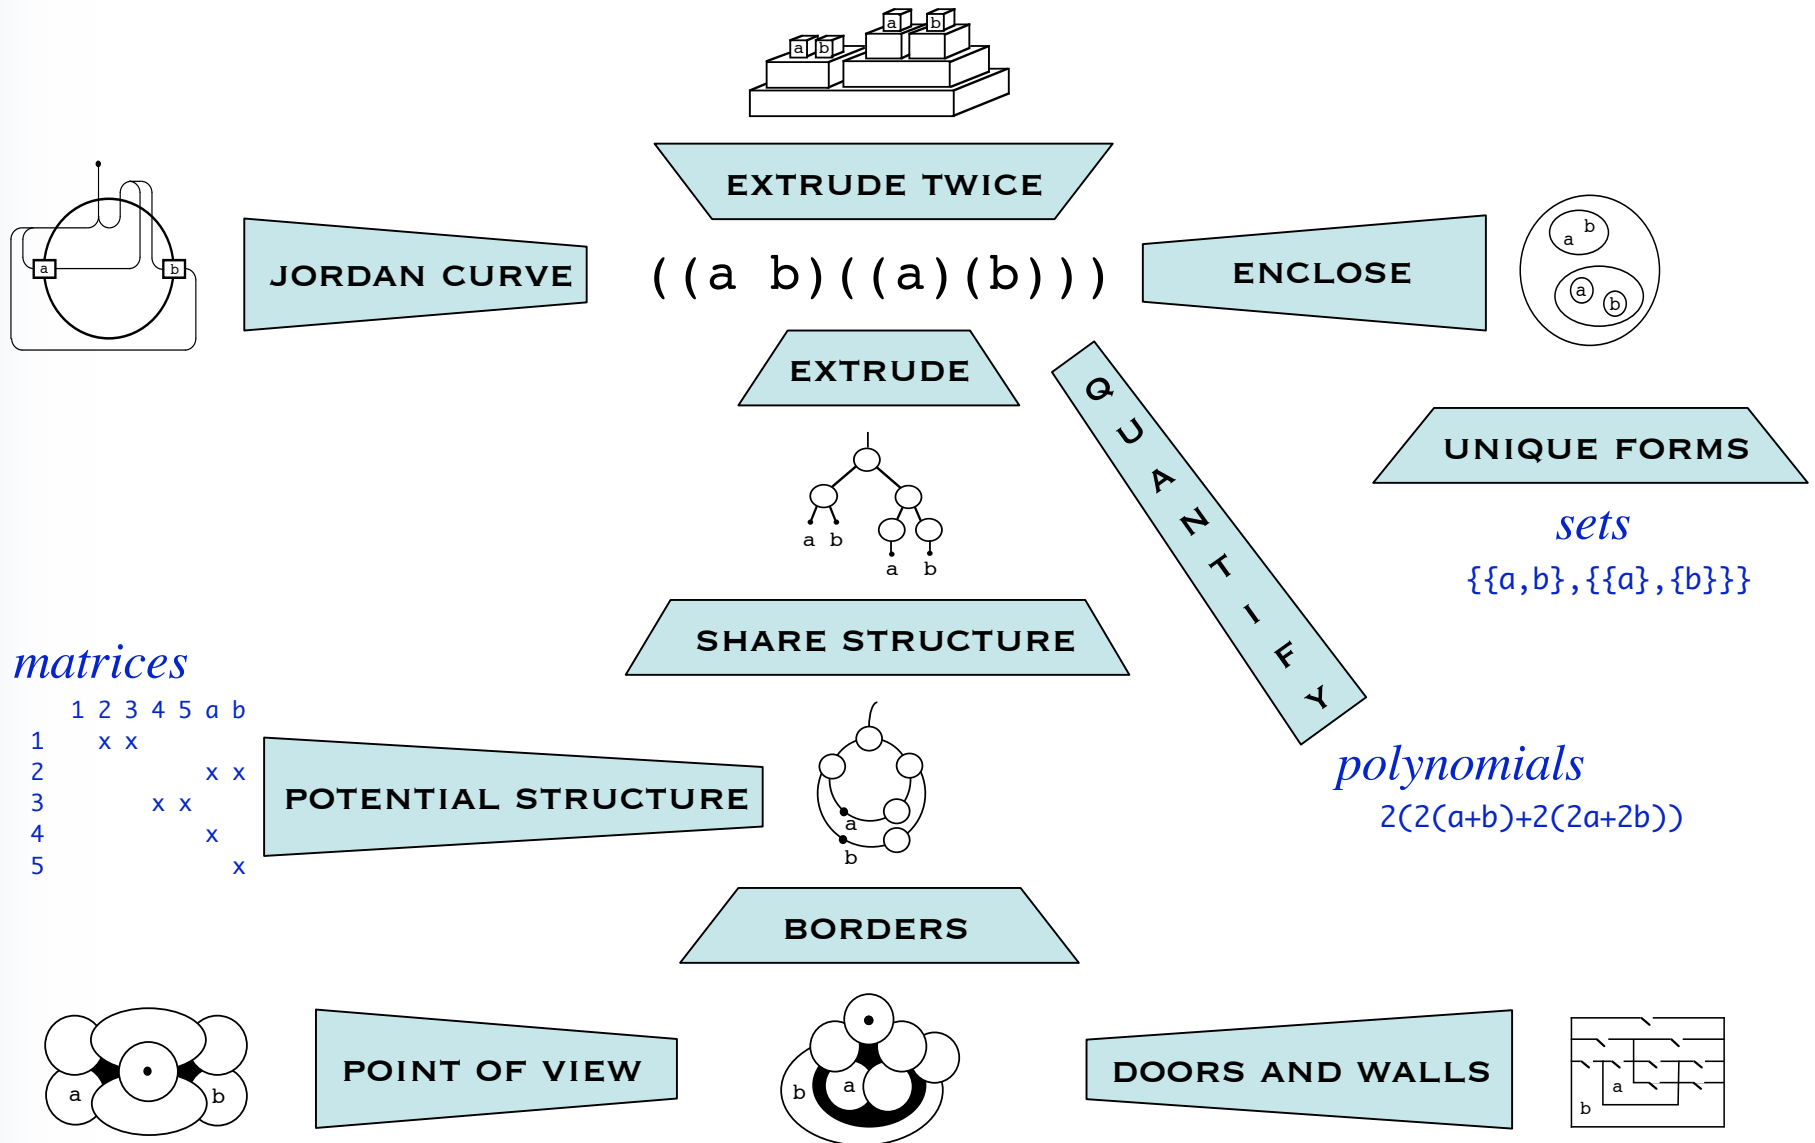 a b
a b
EXTRUDE TWICE
a b
JORDAN CURVE
((a b)((a)(b)))
ENCLOSE
b
a
a
b
EXTRUDE
QUANTIFY
UNIQUE FORMS
a b
a b
sets
{{a,b},{{a},{b}}}
SHARE STRUCTURE
matrices
1 2 3 4 5 a b
1 x x
2 x x
3 x x
4 x
5 x
POTENTIAL STRUCTURE
a
b
polynomials
2(2(a+b)+2(2a+2b))
BORDERS
a b
POINT OF VIEW
b a
DOORS AND WALLS
a
b